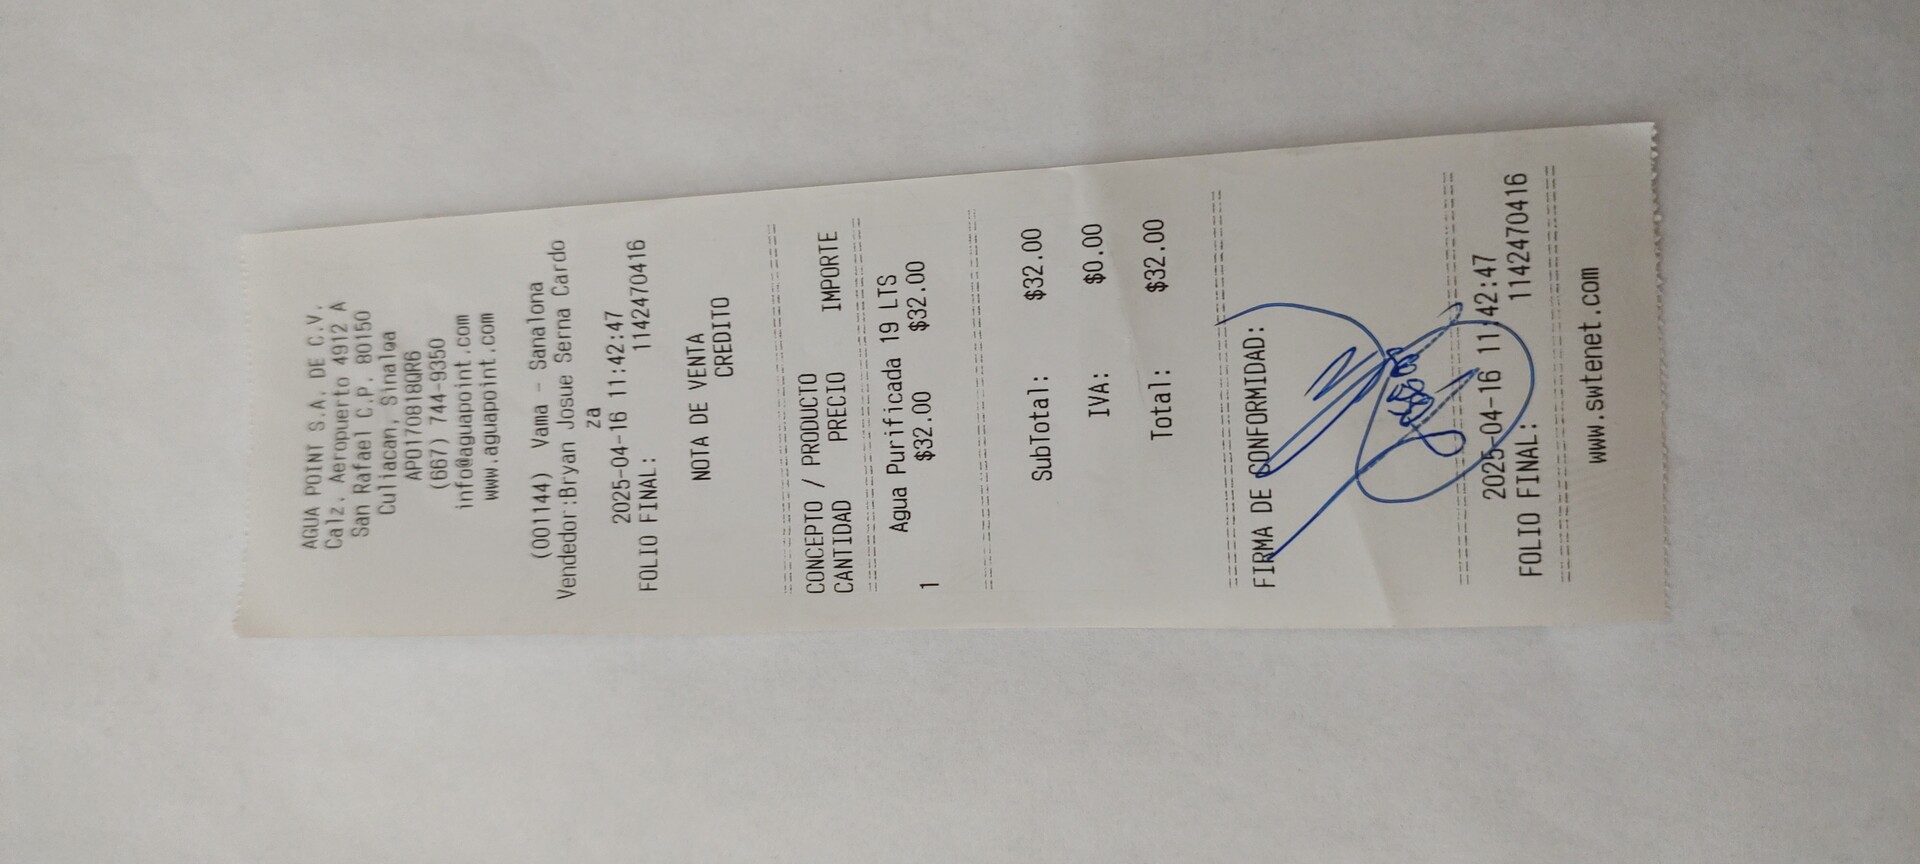 AGUA POINT S.A. DE C.V.
Calz. Aeropuerto 4912 A
San Rafael C.P. 80150
Culiacan, Sinaloa
APO170818QR6
(667) 744-9350
info@aguapoint.com
www.aguapoint.com
(001144) Vama - Sanalona
Vendedor:Bryan Josue Serna Cardo
za
2025-04-16 11:42:47
FOLIO FINAL: 1142470416
NOTA DE VENTA
CREDITO
CONCEPTO / PRODUCTO
CANTIDAD PRECIO IMPORTE
Agua Purificada 19 LTS
1 $32.00 $32.00
SubTotal: $32.00
IVA: $0.00
Total: $32.00
FIRMA DE CONFORMIDAD:
2025-04-16 11:42:47
FOLIO FINAL: 1142470416
www.swtenet.com